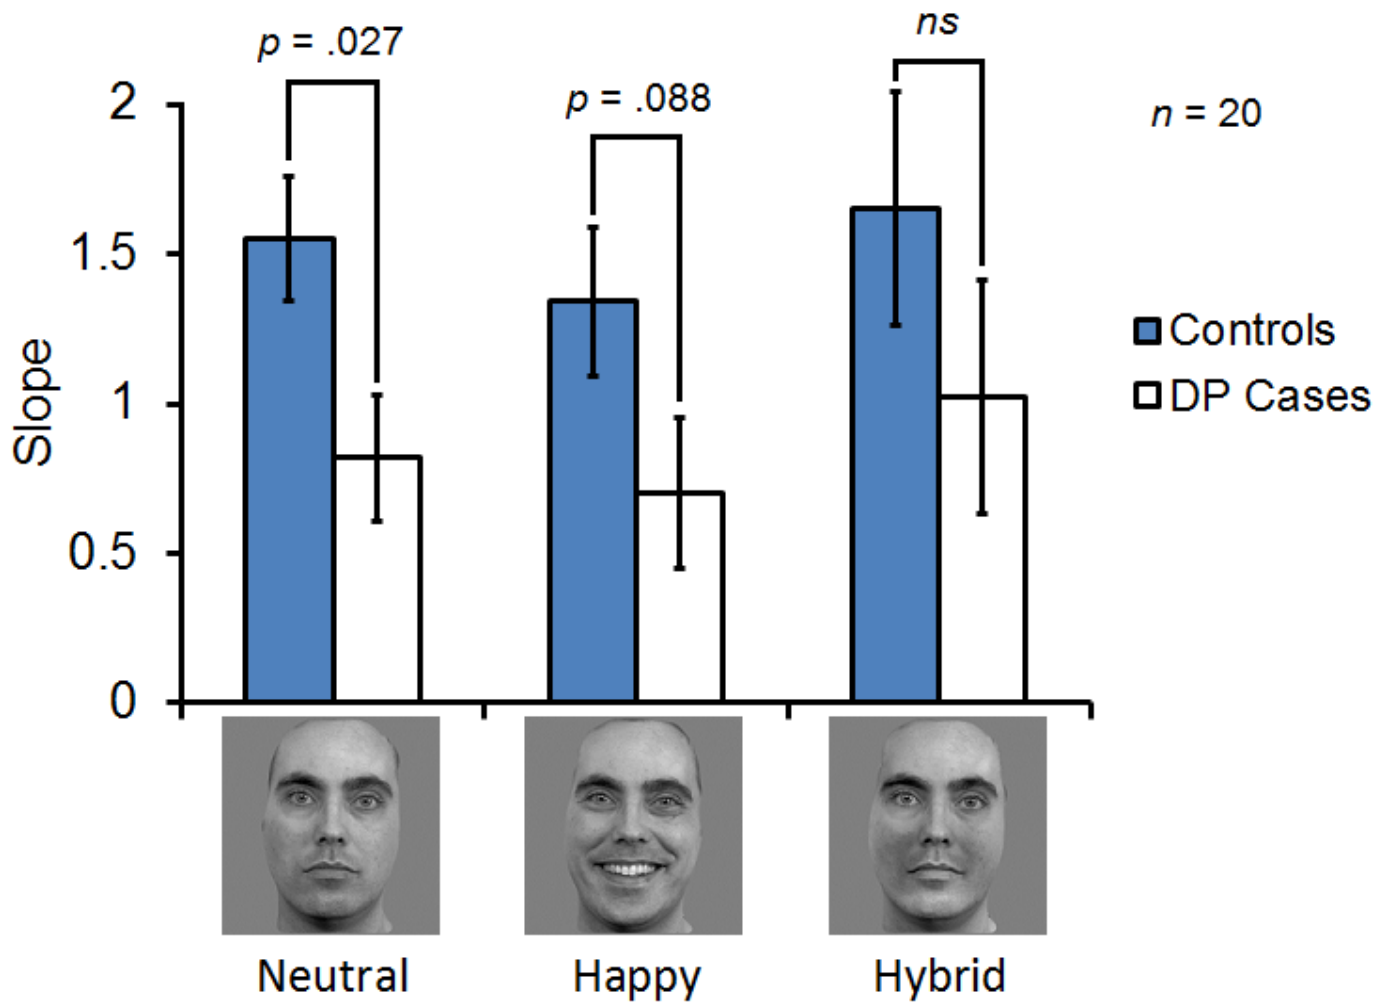 p = .027
p = .088
ns
n = 20
2
1.5
1
0.5
0
Slope
Controls
DP Cases
Neutral
Happy
Hybrid